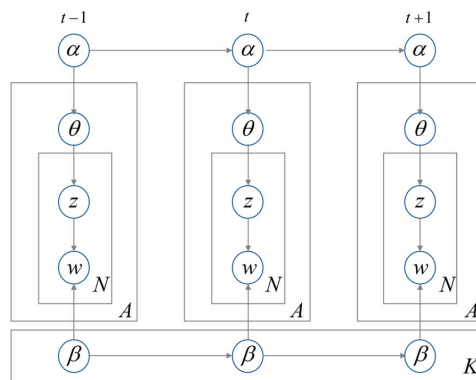 t−1 t t+1
α α α
θ θ θ
z z z
w w w
N N N
A A A
β β β
K